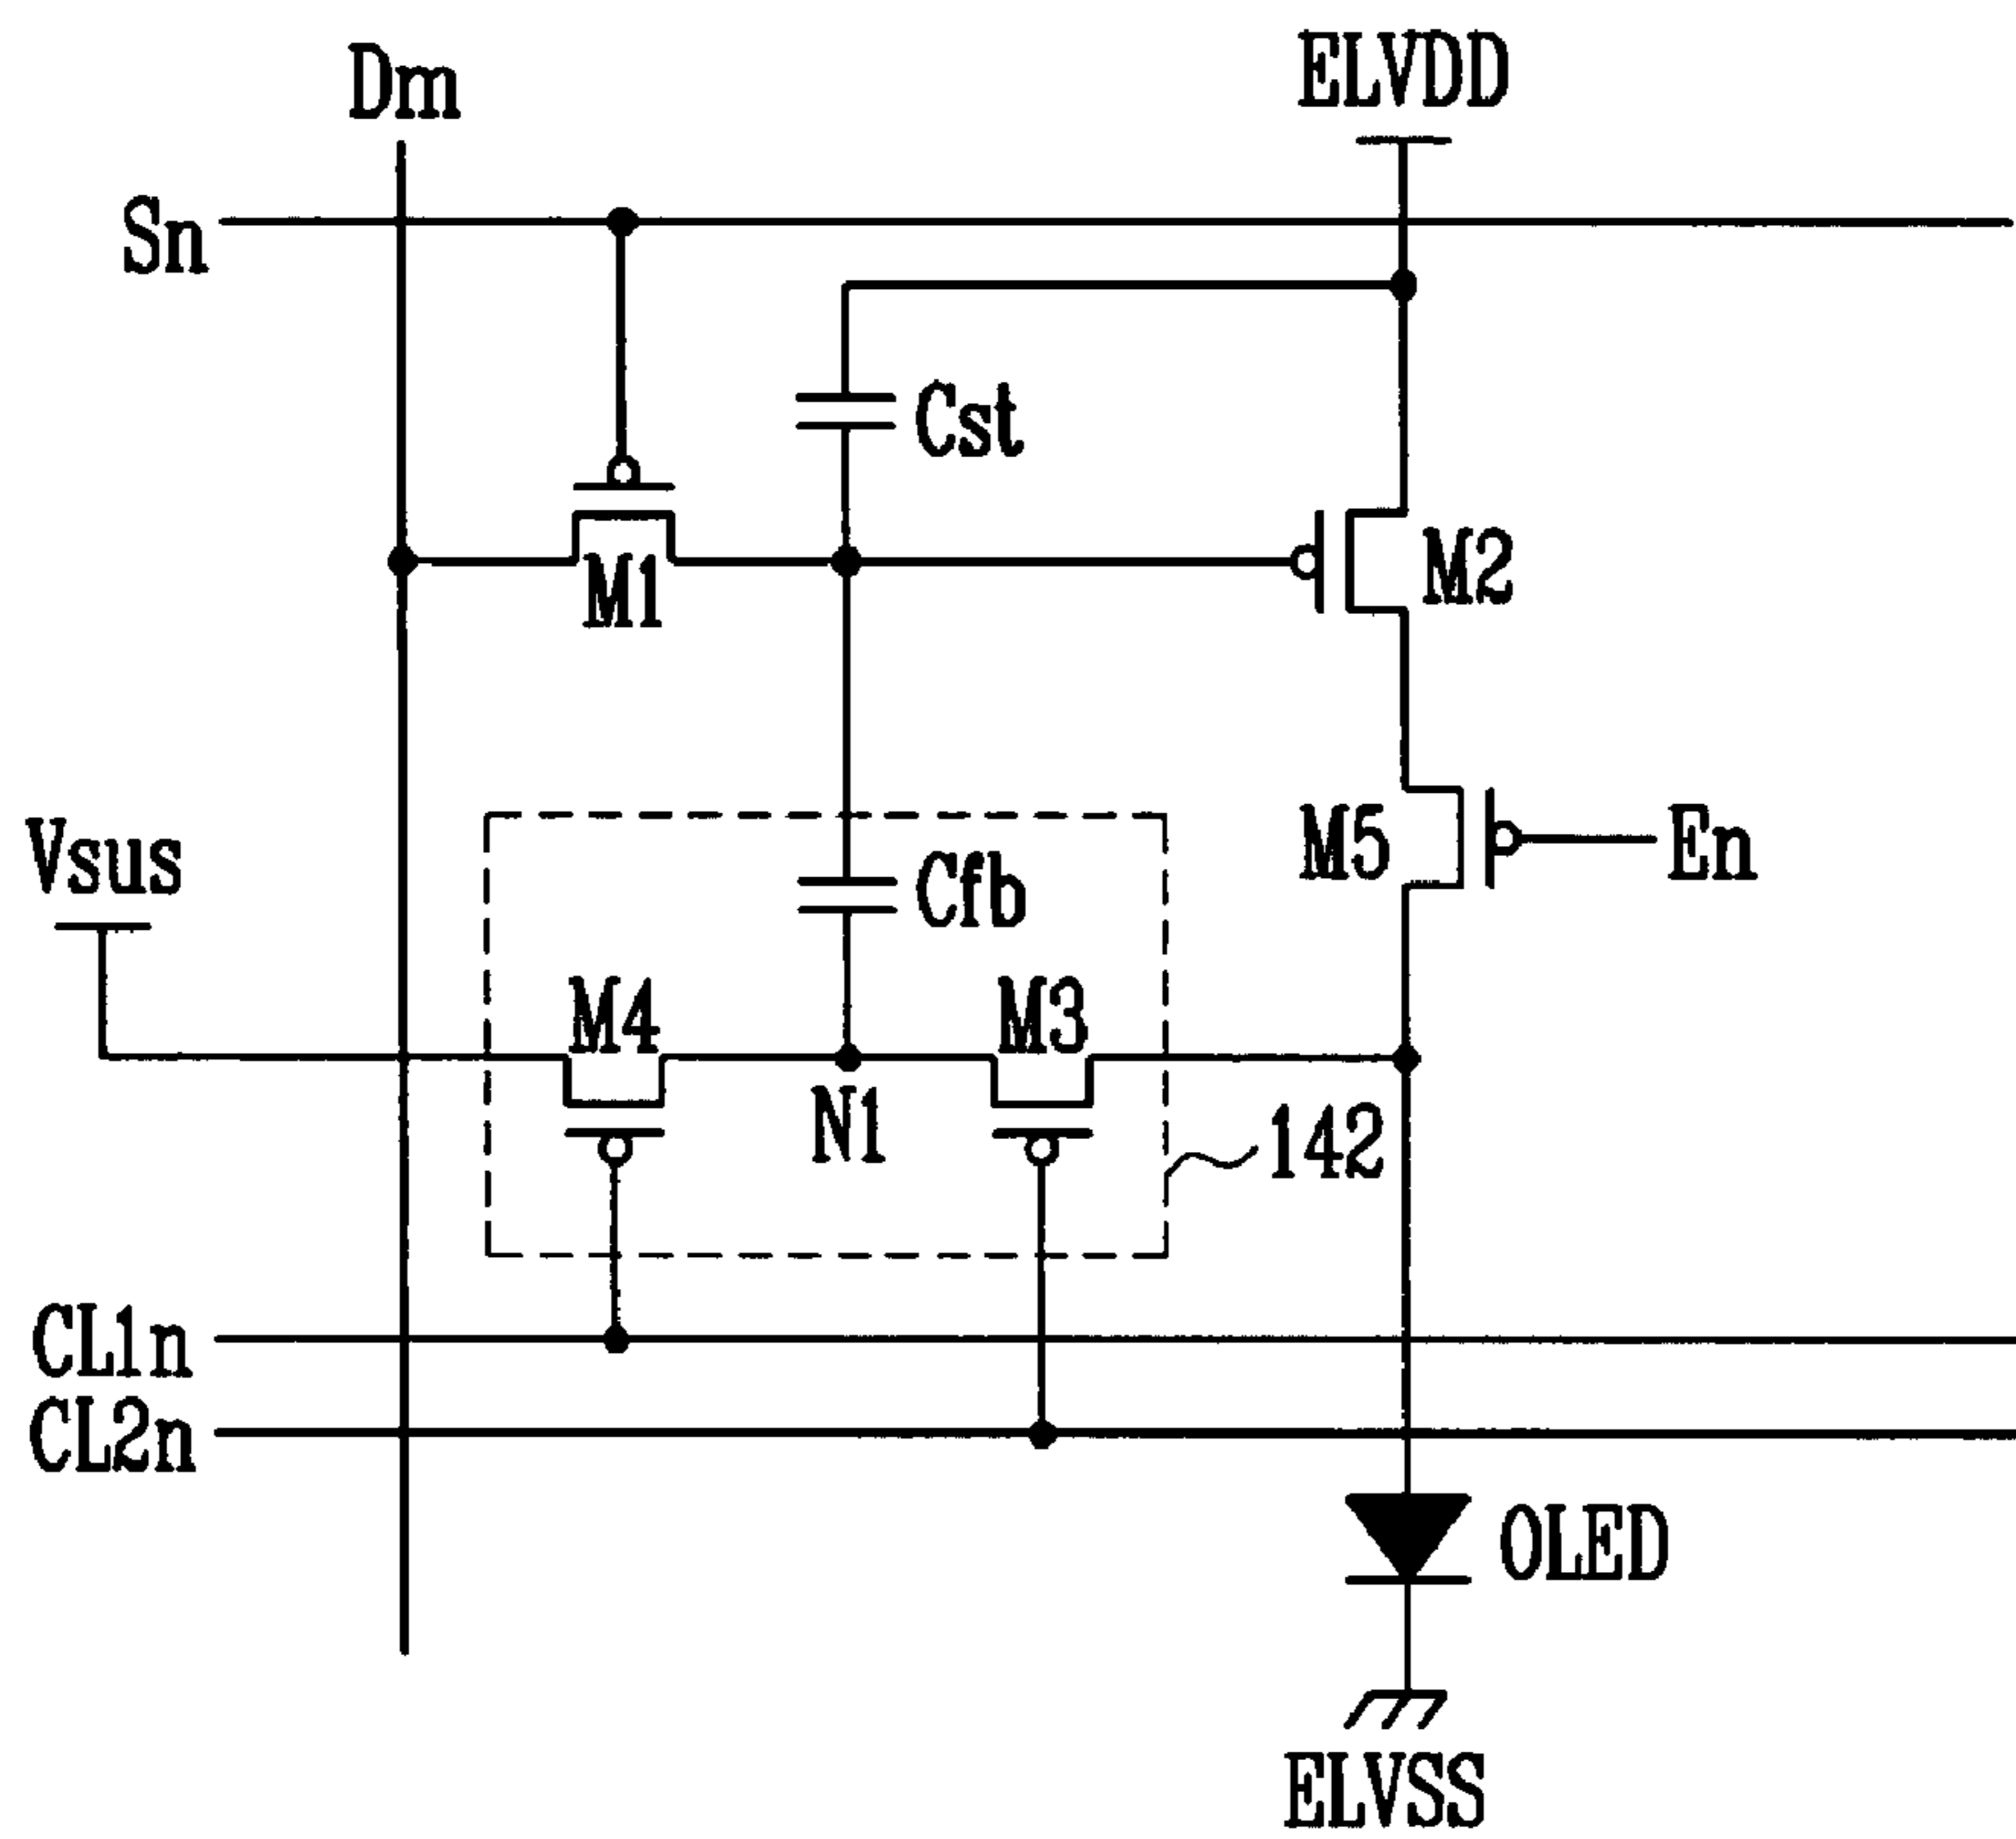 Dm
ELVDD
Sn
Cst
M1
M2
Vsus
Cfb
M5
En
M4
M3
N1
142
CL1n
CL2n
OLED
ELVSS